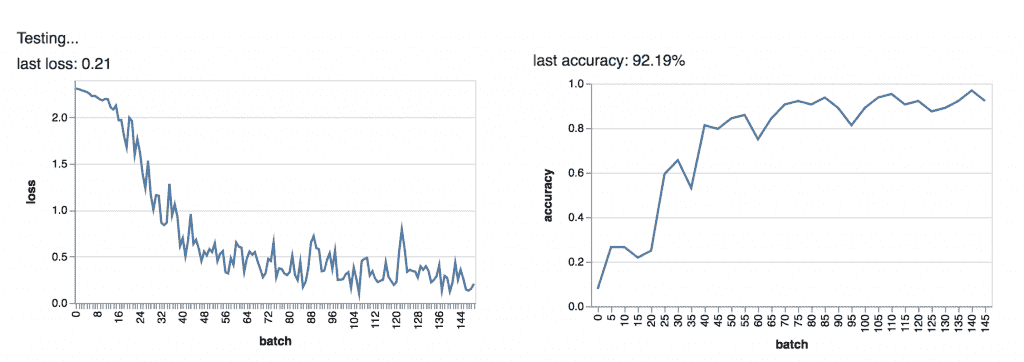 Testing...
last loss: 0.21
loss
2.0
1.5
1.0
0.5
0.0
0 8 16 24 32 40 48 56 64 72 80 88 96 104 112 120 128 136 144
batch
last accuracy: 92.19%
accuracy
1.0
0.8
0.6
0.4
0.2
0.0
0 5 10 15 20 25 30 35 40 45 50 55 60 65 70 75 80 85 90 95 100 105 110 115 120 125 130 135 140 145
batch